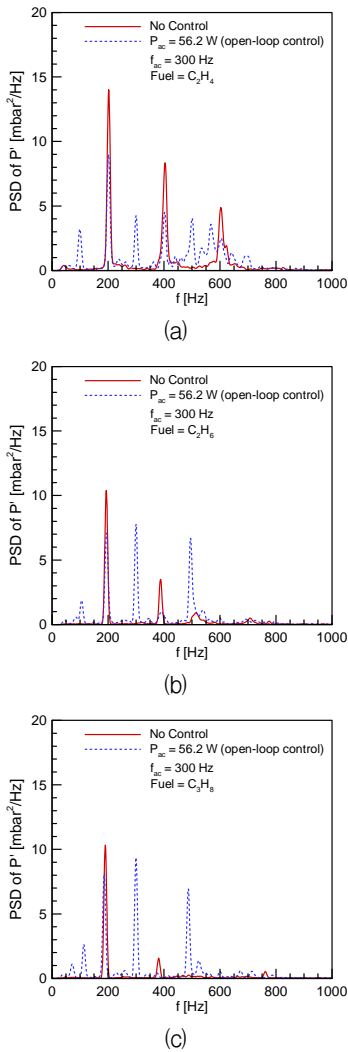 20
15
10
5
0
PSD of P' [mbar²/Hz]
No Control
P_ac = 56.2 W (open-loop control)
f_ac = 300 Hz
Fuel = C₂H₄
0 200 400 600 800 1000
f [Hz]
(a)
20
15
10
5
0
PSD of P' [mbar²/Hz]
No Control
P_ac = 56.2 W (open-loop control)
f_ac = 300 Hz
Fuel = C₂H₆
0 200 400 600 800 1000
f [Hz]
(b)
20
15
10
5
0
PSD of P' [mbar²/Hz]
No Control
P_ac = 56.2 W (open-loop control)
f_ac = 300 Hz
Fuel = C₃H₈
0 200 400 600 800 1000
f [Hz]
(c)